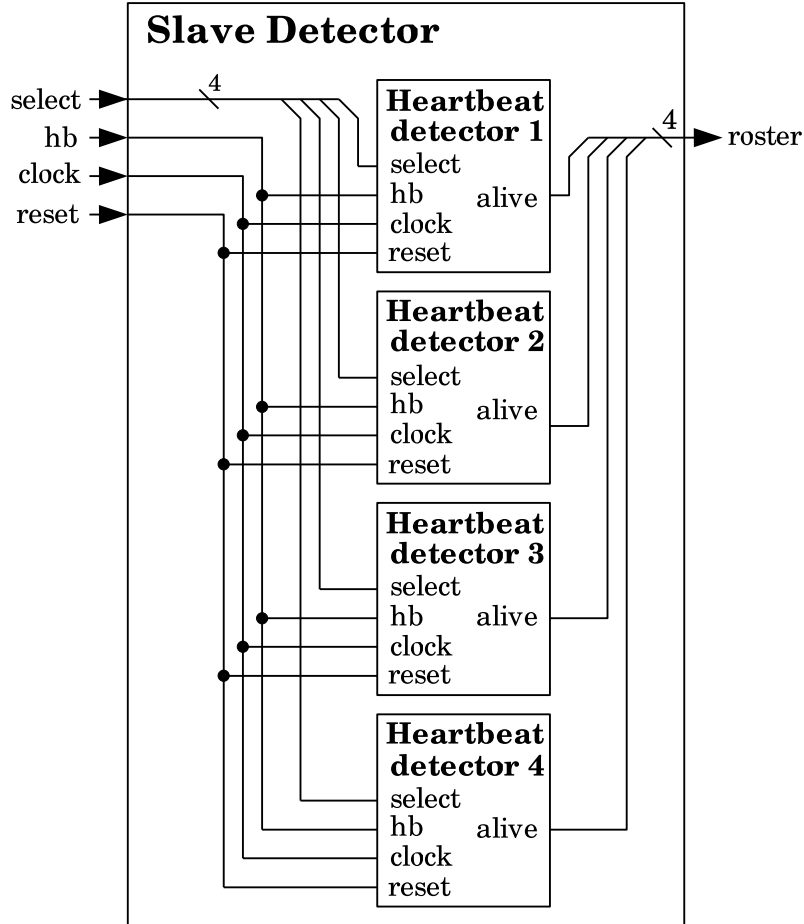 Slave Detector
select
4
hb
clock
reset
Heartbeat
detector 1
select
hb
alive
clock
reset
4
roster
Heartbeat
detector 2
select
hb
alive
clock
reset
Heartbeat
detector 3
select
hb
alive
clock
reset
Heartbeat
detector 4
select
hb
alive
clock
reset